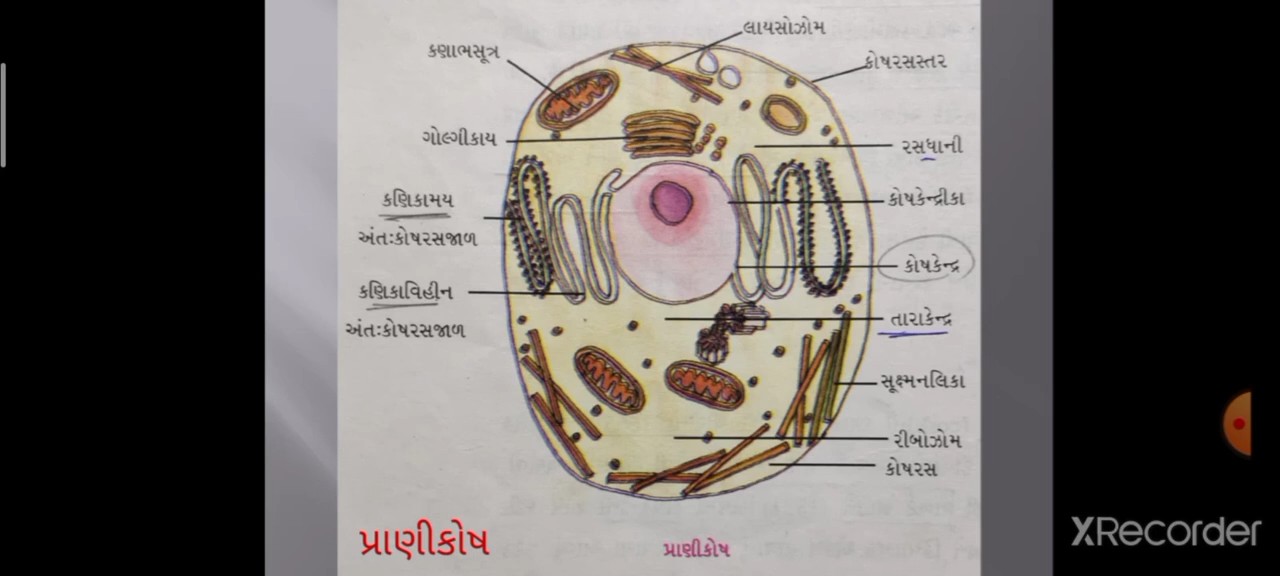 લાયસોઝોમ
કણાભસૂત્ર
કોષરસસ્તર
ગોલ્ગીકાય
રસધાની
કણિકામય
અંતઃકોષરસજાળ
કોષકેન્દ્રીકા
કોષકેન્દ્ર
કણિકાવિહીન
અંતઃકોષરસજાળ
તારાકેન્દ્ર
સૂક્ષ્મનલિકા
રીબોઝોમ
કોષરસ
પ્રાણીકોષ
પ્રાણીકોષ
XRecorder